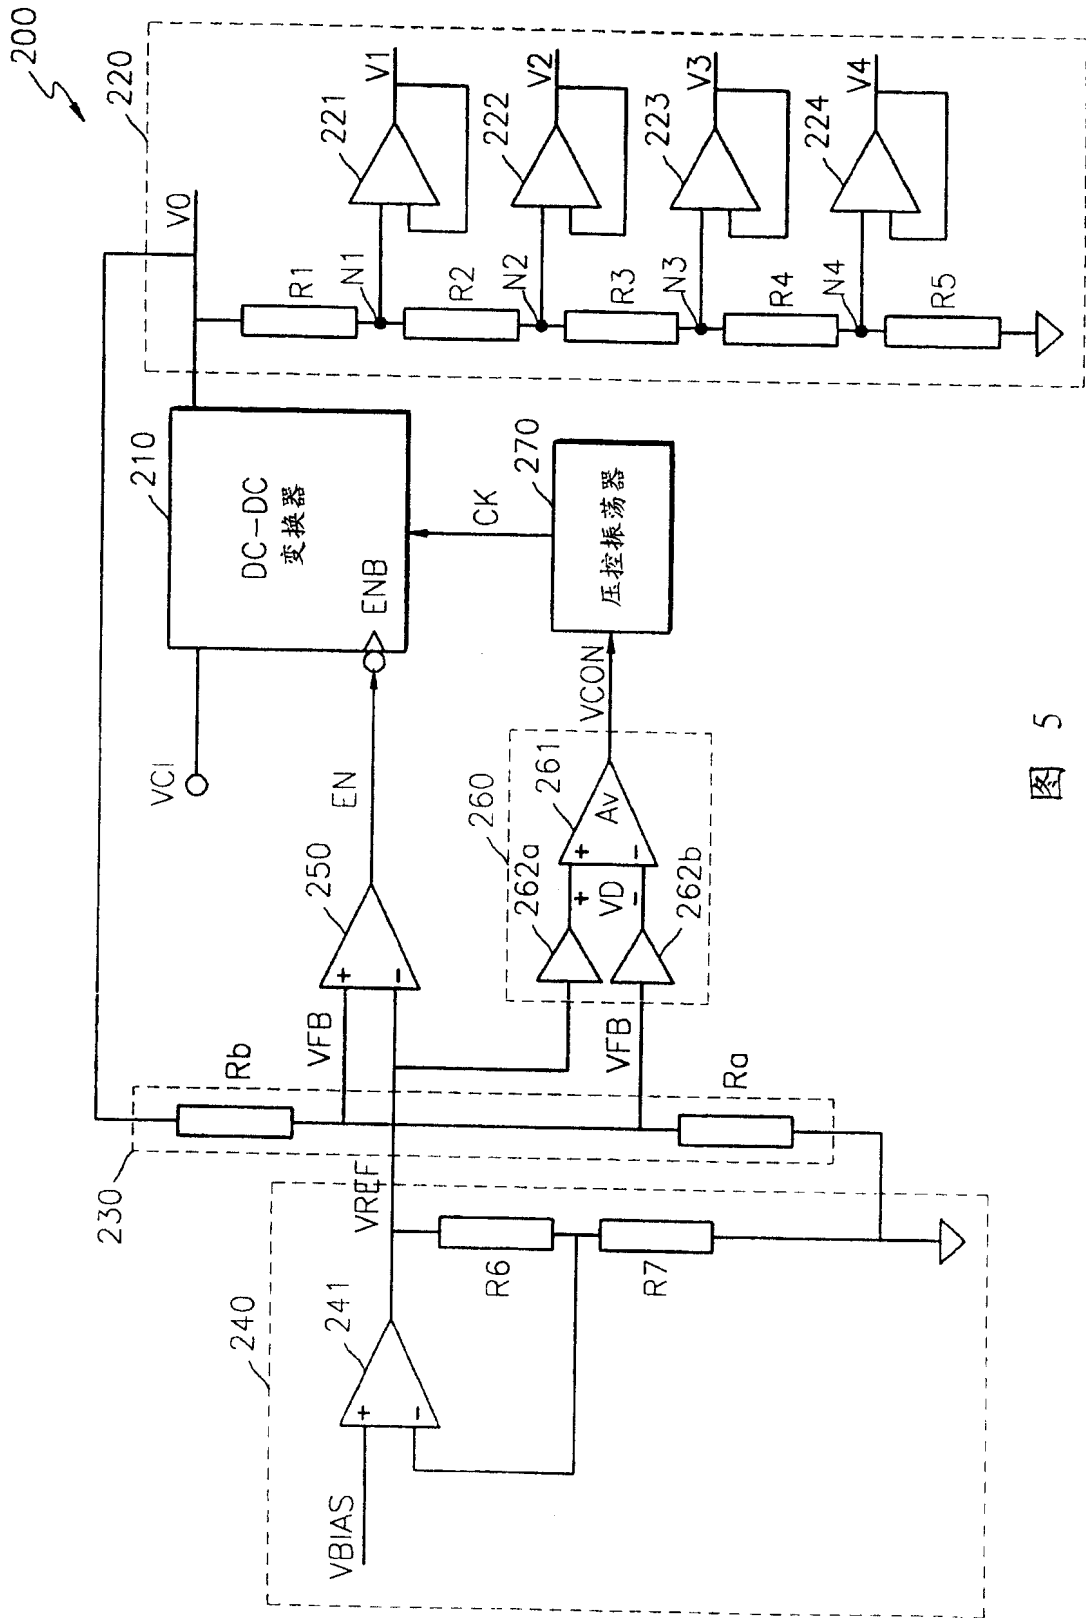 200
220
V0
R1
N1
R2
N2
R3
N3
R4
N4
R5
221
V1
222
V2
223
V3
224
V4
210
DC-DC
变换器
ENB
VCI
EN
CK
270
压控振荡器
VCON
250
+
-
VFB
260
261
Av
+
-
262a
+
VD
-
262b
VFB
230
Rb
Ra
VREF
240
241
+
-
VBIAS
R6
R7
图 5